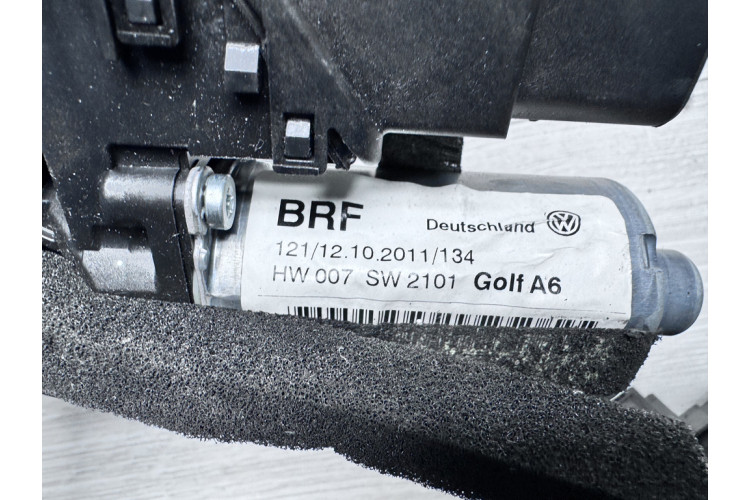 BRF Deutschland
121/12.10.2011/134
HW 007 SW 2101 Golf A6